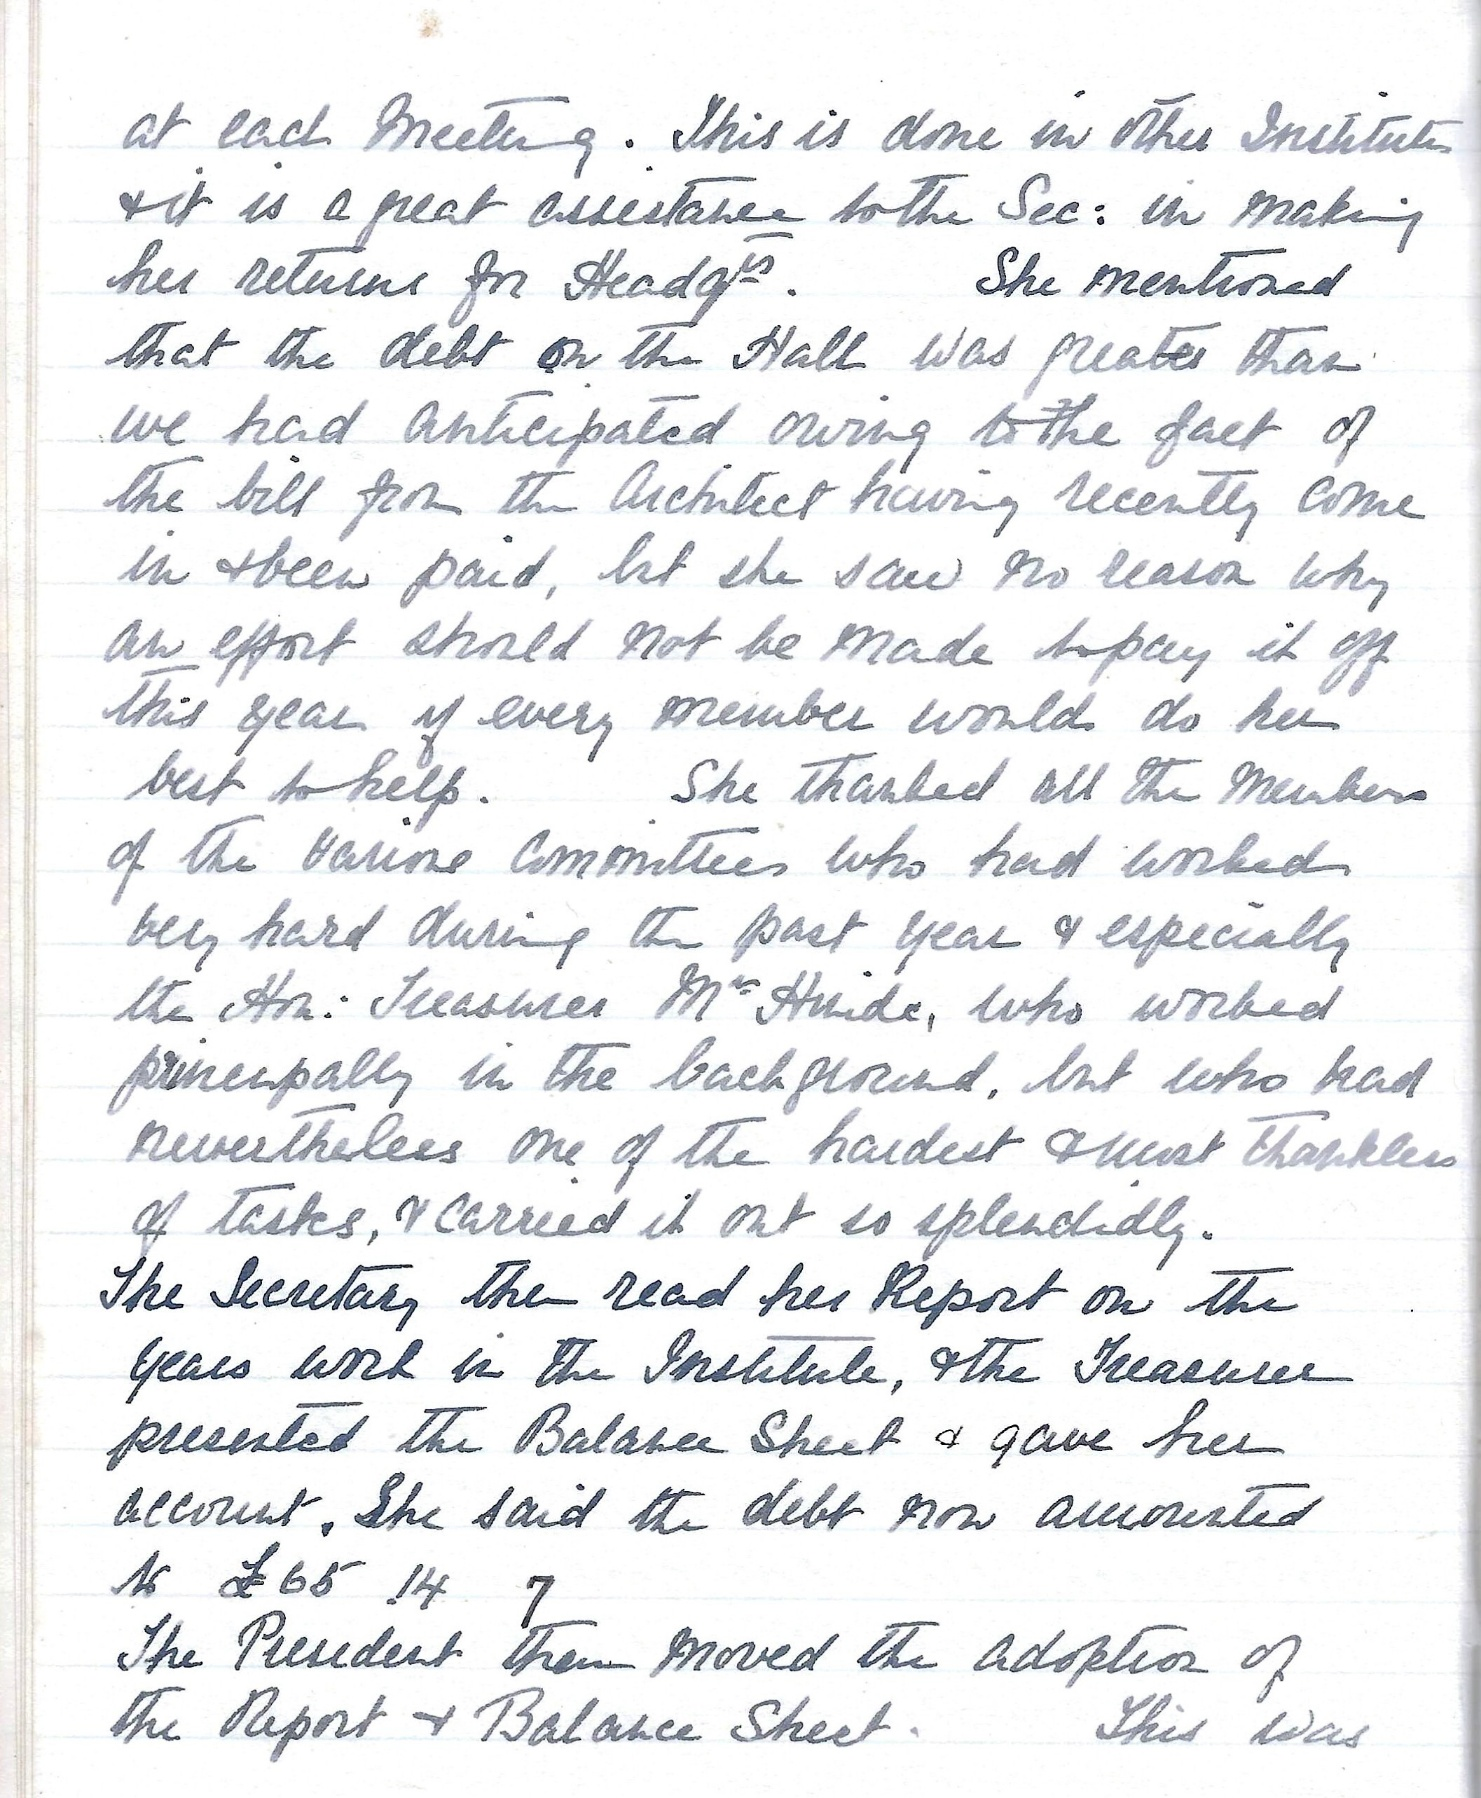 at each Meeting. This is done in other Institutes
& it is a great assistance to the Sec: in making
her returns for Headqrs. She mentioned
that the debt on the Hall was greater than
we had anticipated owing to the fact of
the bill from the Architect having recently come
in & been paid, but she saw no reason why
an effort should not be made to pay it off
this year if every member would do her
best to help. She thanked all the Members
of the various Committees who had worked
very hard during the past year & especially
the Hon: Treasurer Mrs Hinde, who worked
principally in the background, but who had
nevertheless one of the hardest & most thankless
of tasks, & carried it out so splendidly.
The Secretary then read her Report on the
years work in the Institute, & the Treasurer
presented the Balance Sheet & gave her
account. She said the debt now amounted
to £65 . 14 7
The President then moved the adoption of
the Report & Balance Sheet. This was